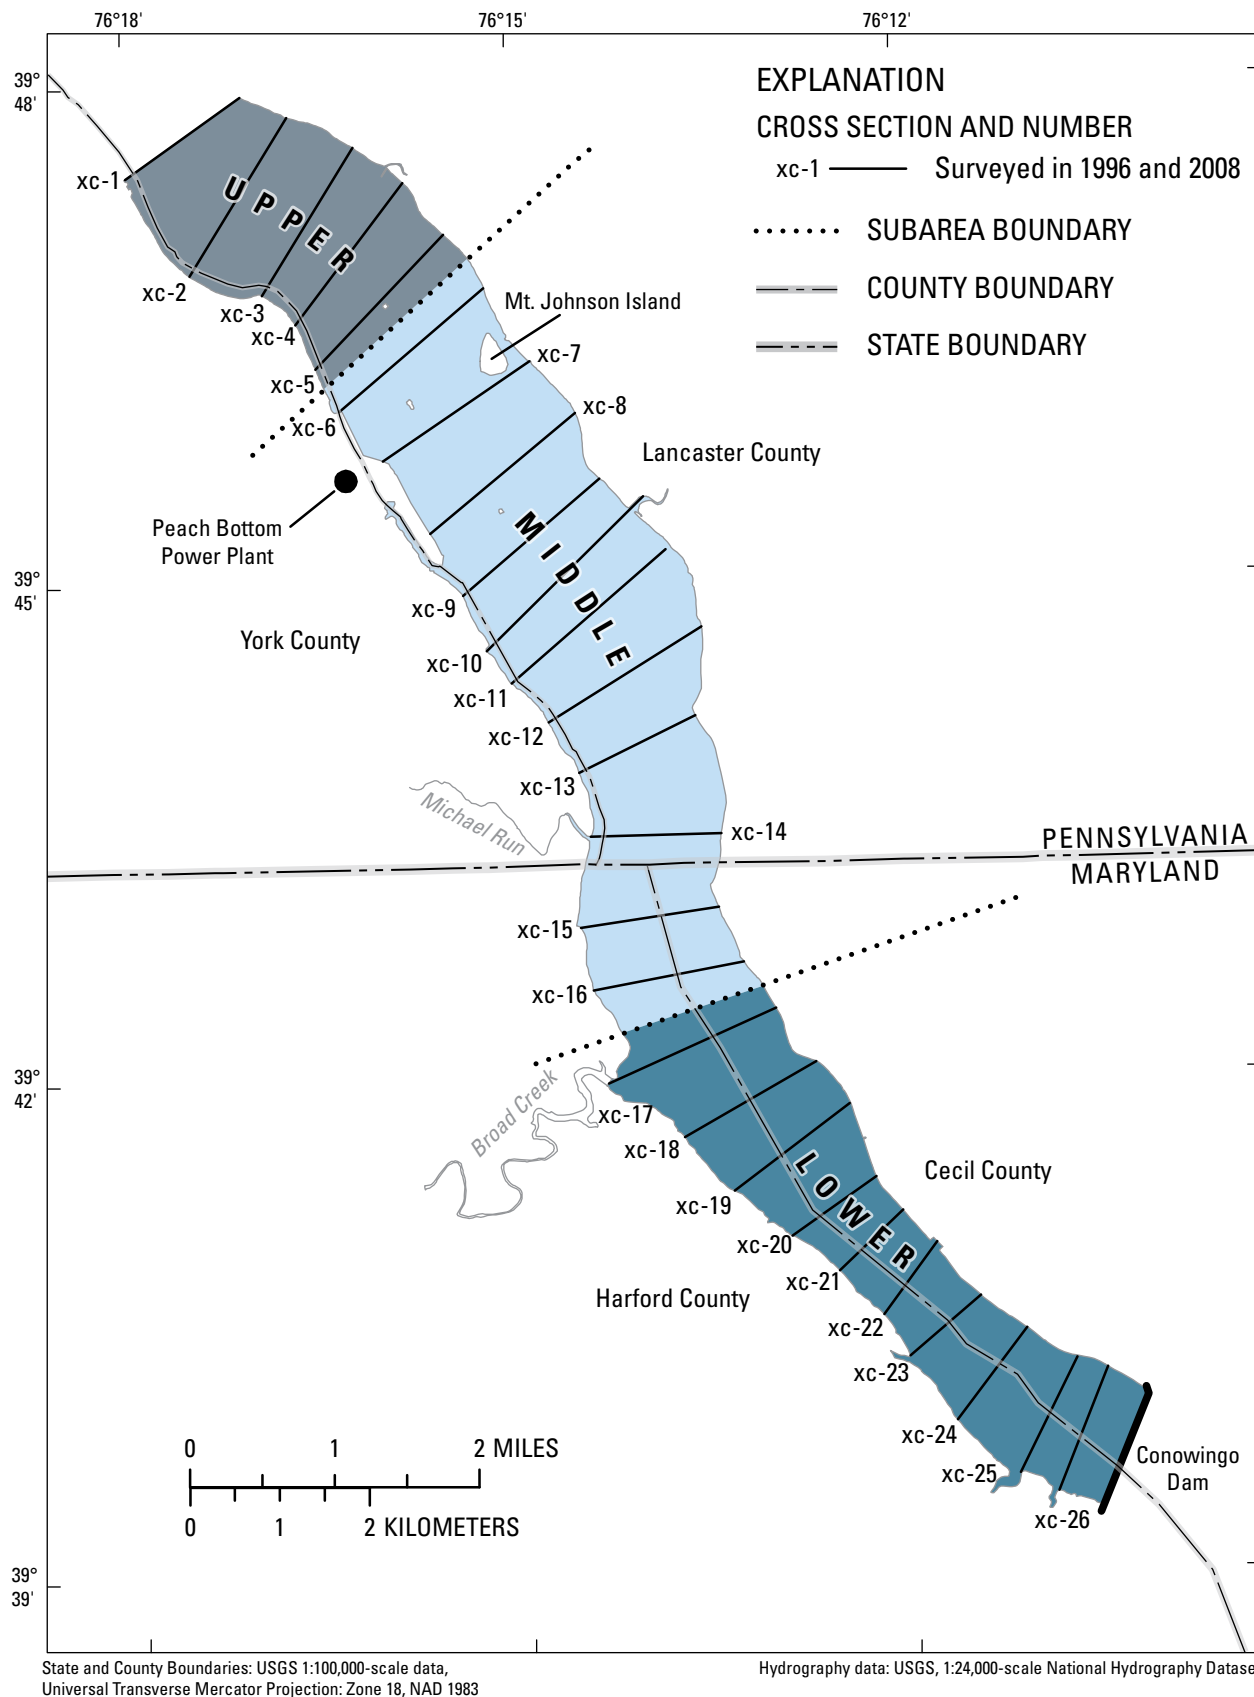 76°18'
76°15'
76°12'
39°
48'
EXPLANATION
CROSS SECTION AND NUMBER
xc-1 Surveyed in 1996 and 2008
SUBAREA BOUNDARY
COUNTY BOUNDARY
STATE BOUNDARY
xc-1
UPPER
xc-2
xc-3
xc-4
xc-5
xc-6
Mt. Johnson Island
xc-7
xc-8
Lancaster County
Peach Bottom
Power Plant
MIDDLE
39°
45'
xc-9
York County
xc-10
xc-11
xc-12
xc-13
Michael Run
xc-14
PENNSYLVANIA
MARYLAND
xc-15
xc-16
39°
42'
Broad Creek
xc-17
xc-18
xc-19
xc-20
xc-21
xc-22
xc-23
xc-24
xc-25
xc-26
LOWER
Cecil County
Harford County
Conowingo
Dam
0 1 2 MILES
0 1 2 KILOMETERS
39°
39'
State and County Boundaries: USGS 1:100,000-scale data,
Universal Transverse Mercator Projection: Zone 18, NAD 1983
Hydrography data: USGS, 1:24,000-scale National Hydrography Datase